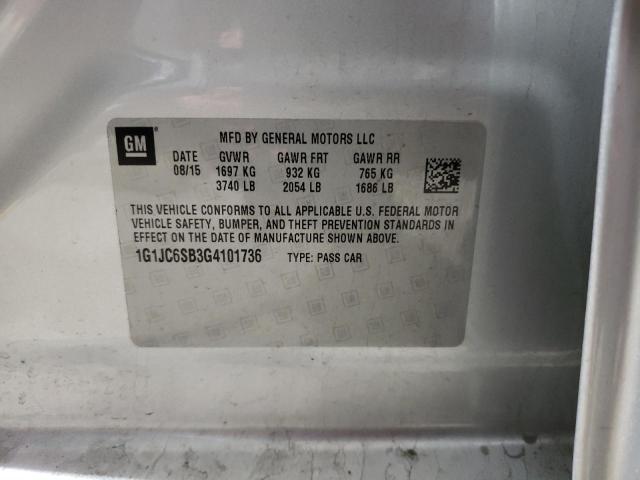 GM
MFD BY GENERAL MOTORS LLC
DATE GVWR GAWR FRT GAWR RR
08/15 1697 KG 932 KG 765 KG
3740 LB 2054 LB 1686 LB
THIS VEHICLE CONFORMS TO ALL APPLICABLE U.S. FEDERAL MOTOR
VEHICLE SAFETY, BUMPER, AND THEFT PREVENTION STANDARDS IN
EFFECT ON THE DATE OF MANUFACTURE SHOWN ABOVE.
1G1JC6SB3G4101736 TYPE: PASS CAR